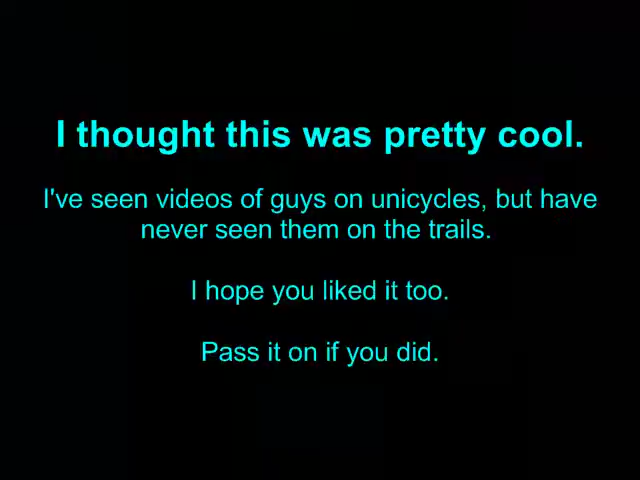 I thought this was pretty cool.
I've seen videos of guys on unicycles, but have
never seen them on the trails.
I hope you liked it too.
Pass it on if you did.